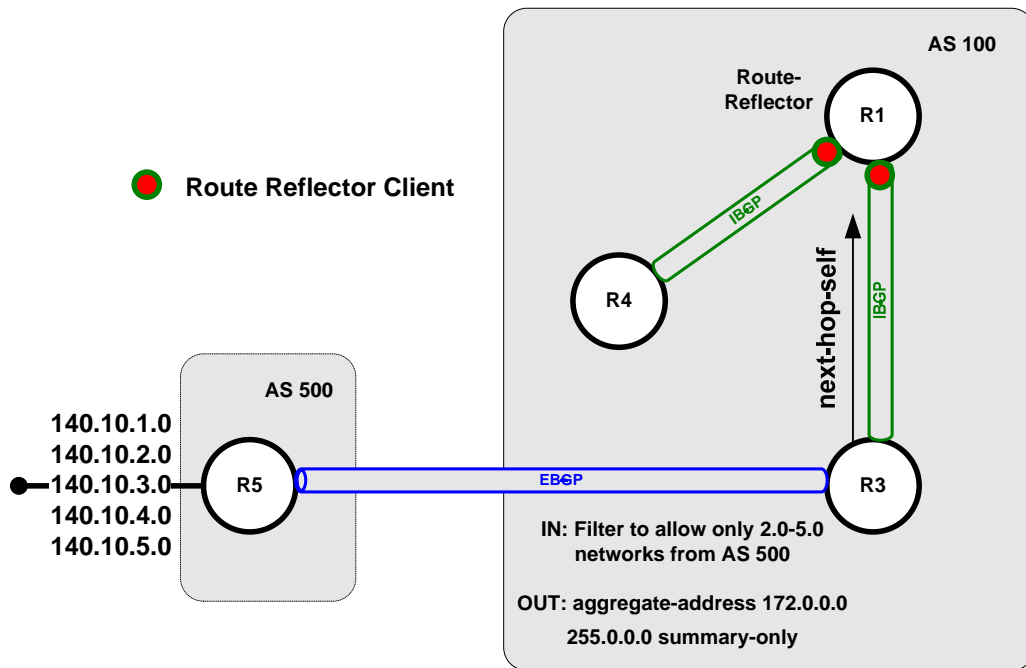 AS 100
Route-
Reflector
R1
Route Reflector Client
IBGP
R4
IBGP
next-hop-self
AS 500
140.10.1.0
140.10.2.0
140.10.3.0
140.10.4.0
140.10.5.0
R5
EBGP
R3
IN: Filter to allow only 2.0-5.0
networks from AS 500
OUT: aggregate-address 172.0.0.0
255.0.0.0 summary-only